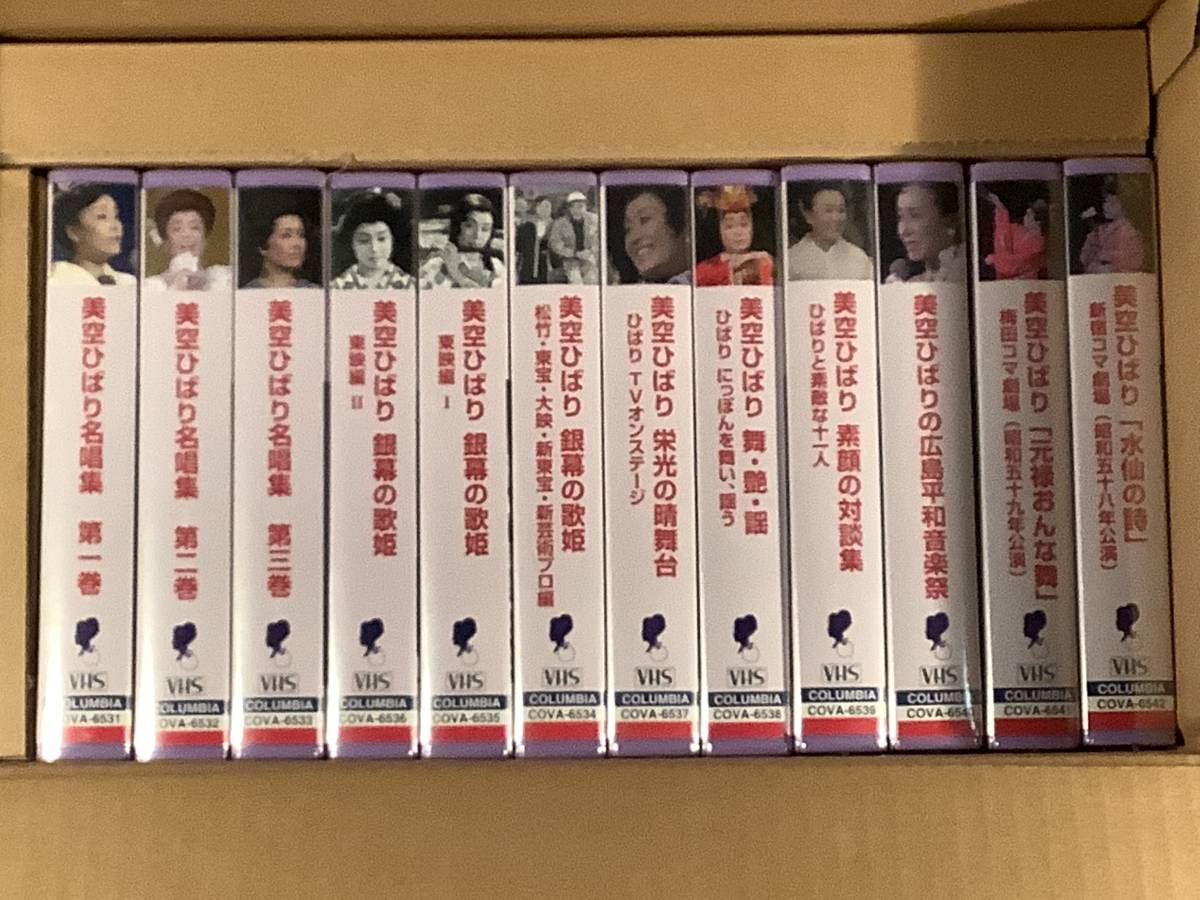 美空ひばり名唱集 第一巻
VHS
COLUMBIA
COVA-6531
美空ひばり名唱集 第二巻
VHS
COLUMBIA
COVA-6532
美空ひばり名唱集 第三巻
VHS
COLUMBIA
COVA-6533
美空ひばり 銀幕の歌姫
東映編 II
VHS
COLUMBIA
COVA-6536
美空ひばり 銀幕の歌姫
東映編 I
VHS
COLUMBIA
COVA-6535
美空ひばり 銀幕の歌姫
松竹・東宝・大映・新東宝・新芸術プロ編
VHS
COLUMBIA
COVA-6534
美空ひばり 栄光の晴舞台
ひばり TVオンステージ
VHS
COLUMBIA
COVA-6537
美空ひばり 舞・艶・謡
ひばり にっぽんを舞い、謡う
VHS
COLUMBIA
COVA-6538
美空ひばり 素顔の対談集
ひばりと素敵な十一人
VHS
COLUMBIA
COVA-6539
美空ひばりの広島平和音楽祭
VHS
COLUMBIA
美空ひばり「元禄おんな舞」
梅田コマ劇場（昭和五十九年公演）
VHS
COLUMBIA
COVA-6541
美空ひばり「水仙の詩」
新宿コマ劇場（昭和五十八年公演）
VHS
COLUMBIA
COVA-6542